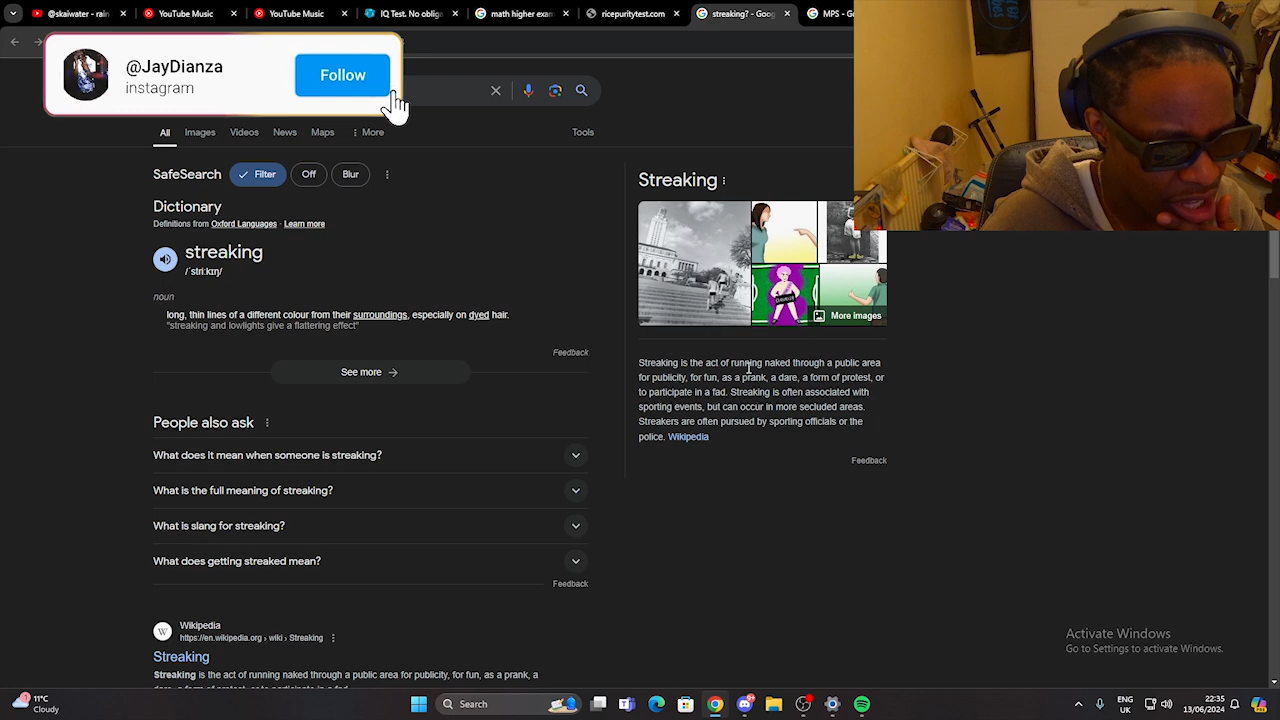 @skaiwater - rain
YouTube Music
YouTube Music
IQ Test. No oblig
math higher exam
ricepuritytest.com
streaking? - Goog
MPS - Go
@JayDianza
instagram
Follow
All
Images
Videos
News
Maps
More
Tools
SafeSearch
Filter
Off
Blur
Streaking
Dictionary
Definitions from Oxford Languages · Learn more
streaking
/ˈstriːkɪŋ/
noun
long, thin lines of a different colour from their surroundings, especially on dyed hair.
"streaking and lowlights give a flattering effect"
Feedback
See more
More images
Streaking is the act of running naked through a public area
for publicity, for fun, as a prank, a dare, a form of protest, or
to participate in a fad. Streaking is often associated with
sporting events, but can occur in more secluded areas.
Streakers are often pursued by sporting officials or the
police. Wikipedia
Feedback
People also ask
What does it mean when someone is streaking?
What is the full meaning of streaking?
What is slang for streaking?
What does getting streaked mean?
Feedback
W
Wikipedia
https://en.wikipedia.org › wiki › Streaking
Streaking
Streaking is the act of running naked through a public area for publicity, for fun, as a prank, a
Activate Windows
Go to Settings to activate Windows.
1
11°C
Cloudy
Search
ENG
UK
22:35
13/06/2024